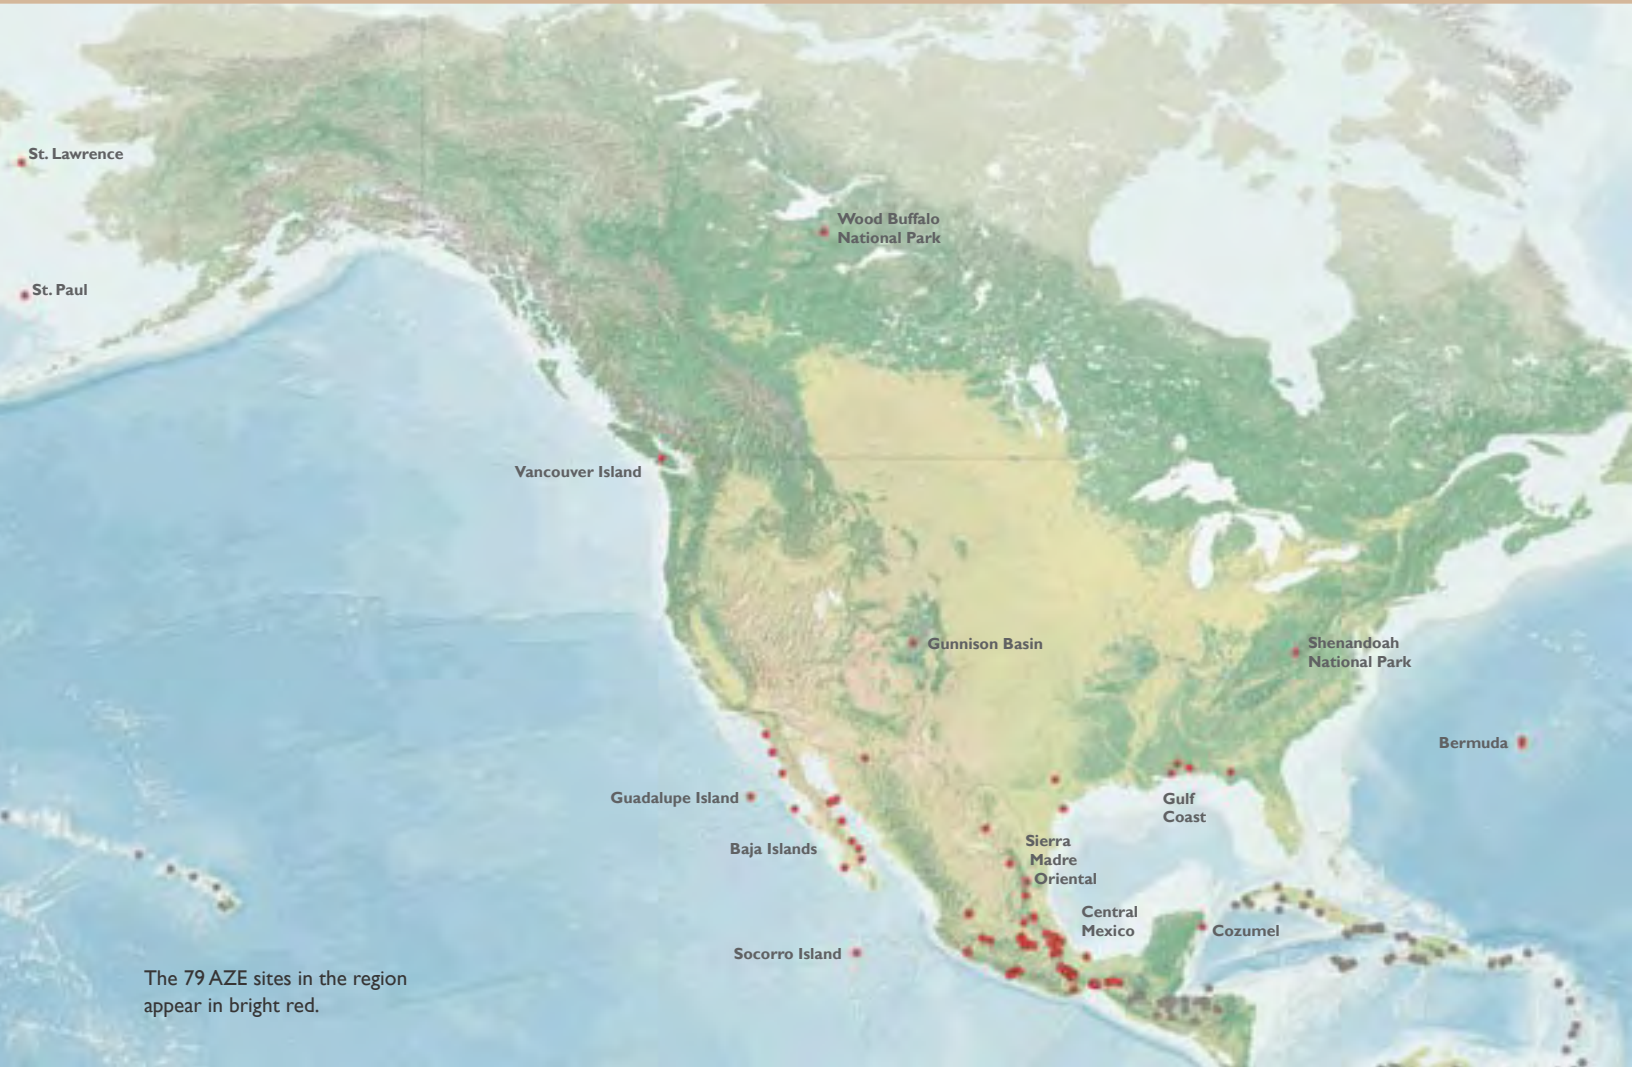 St. Lawrence
Wood Buffalo
National Park
St. Paul
Vancouver Island
Gunnison Basin
Shenandoah
National Park
Bermuda
Guadalupe Island
Gulf
Coast
Baja Islands
Sierra
Madre
Oriental
Central
Mexico
Cozumel
Socorro Island
The 79 AZE sites in the region
appear in bright red.